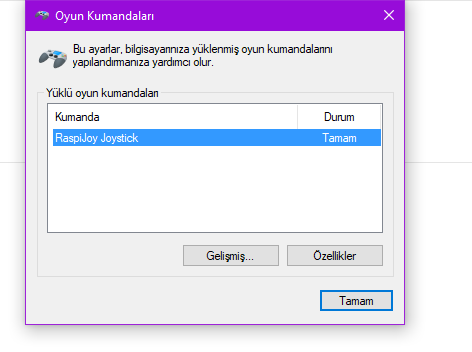 Oyun Kumandaları
Bu ayarlar, bilgisayarınıza yüklenmiş oyun kumandalarını
yapılandırmanıza yardımcı olur.
Yüklü oyun kumandaları
Kumanda Durum
RaspiJoy Joystick Tamam
Gelişmiş... Özellikler
Tamam